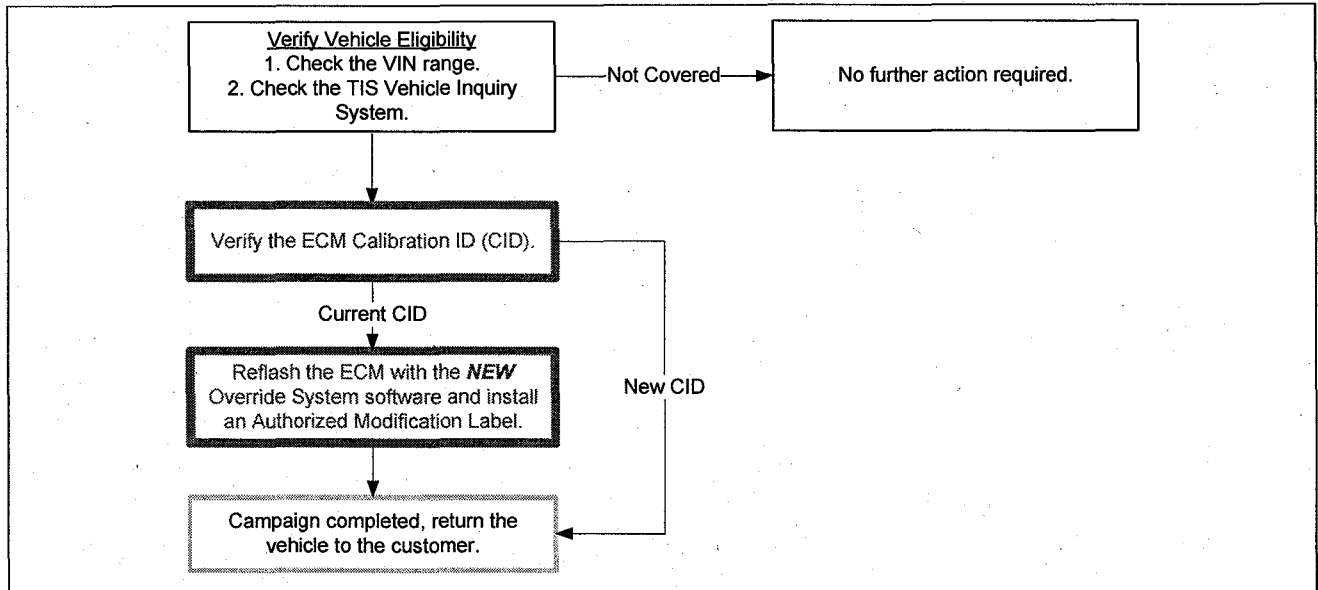 Verify Vehicle Eligibility
1. Check the VIN range.
2. Check the TIS Vehicle Inquiry
System.
Not Covered
No further action required.
Verify the ECM Calibration ID (CID).
Current CID
Reflash the ECM with the NEW
Override System software and install
an Authorized Modification Label.
New CID
Campaign completed, return the
vehicle to the customer.